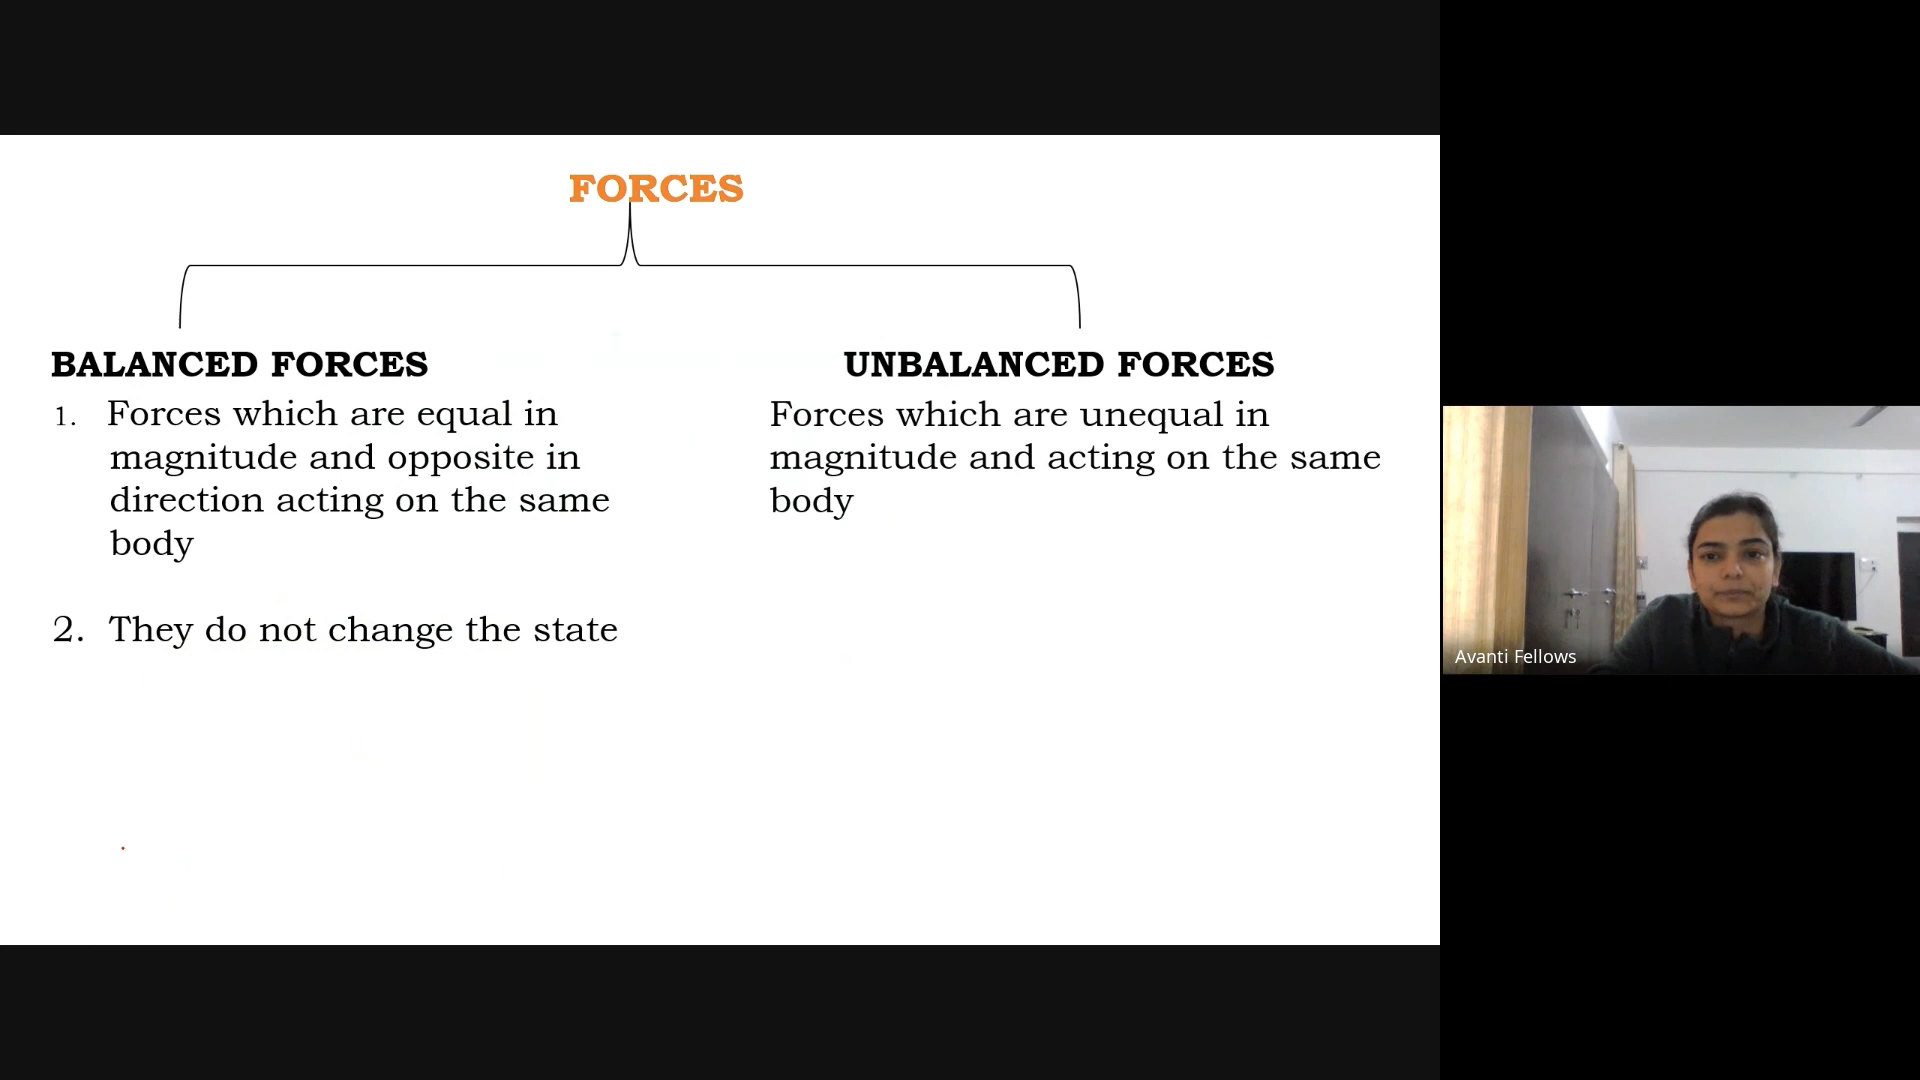 FORCES
BALANCED FORCES
1. Forces which are equal in
magnitude and opposite in
direction acting on the same
body
2. They do not change the state
UNBALANCED FORCES
Forces which are unequal in
magnitude and acting on the same
body
Avanti Fellows